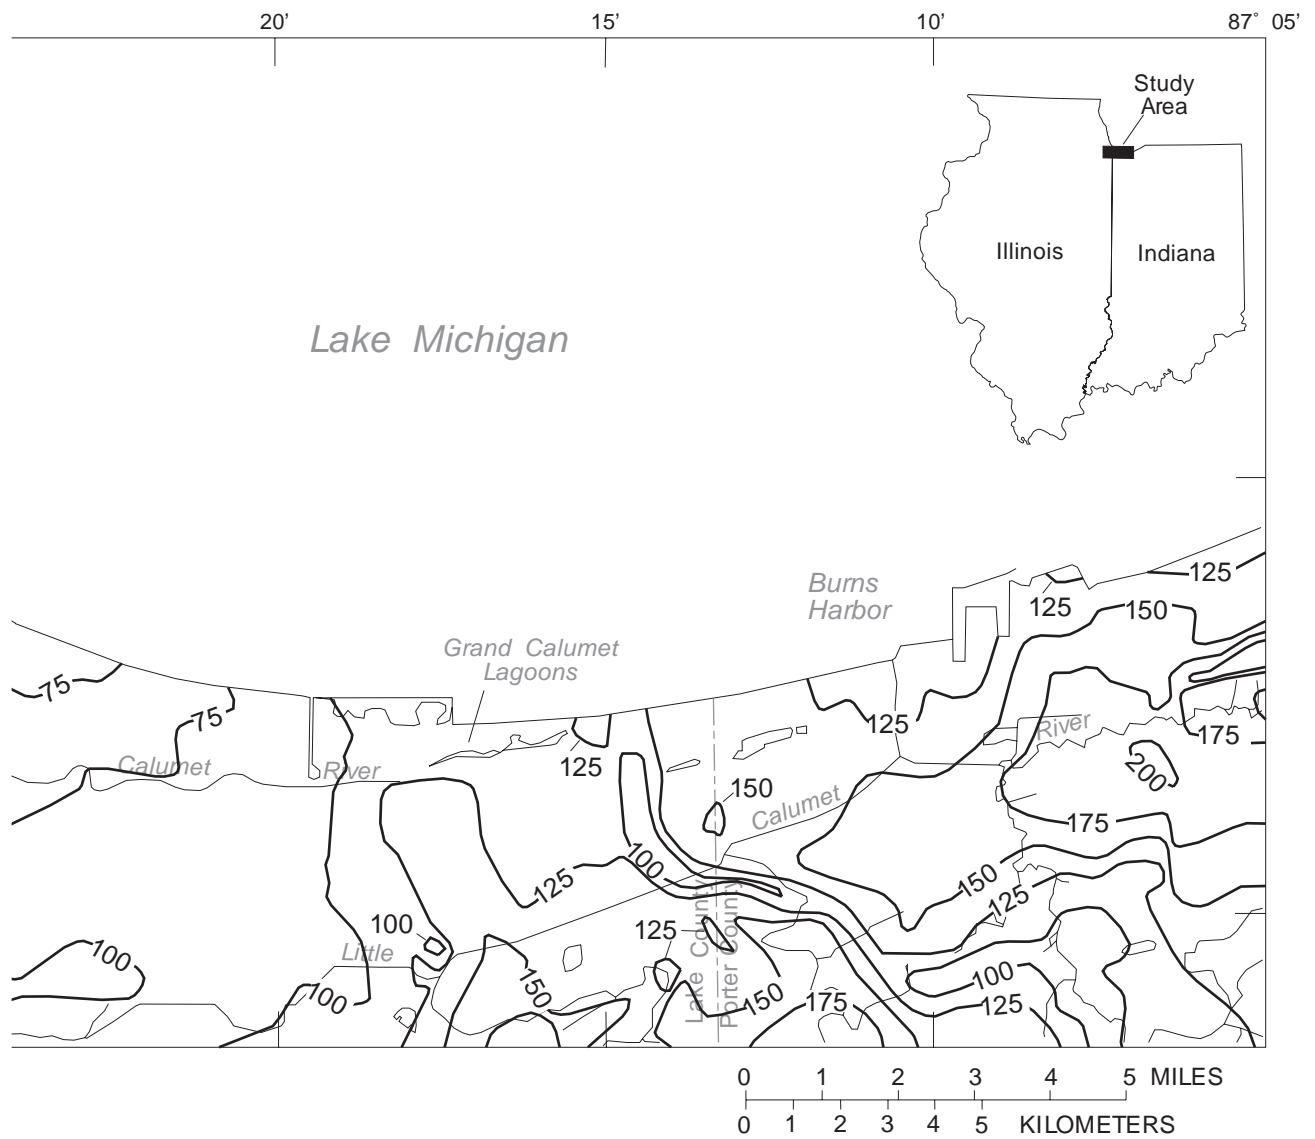 20' 15' 10' 87° 05'
Study
Area
Illinois
Indiana
Lake Michigan
Burns
Harbor
125
125
150
Grand Calumet
Lagoons
75
75
125
River
175
125
Calumet
River
200
150
Calumet
175
100
125
150
125
100
125
Little
100
100
150
Lake County
Porter County
150
175
100
125
0 1 2 3 4 5 MILES
0 1 2 3 4 5 KILOMETERS